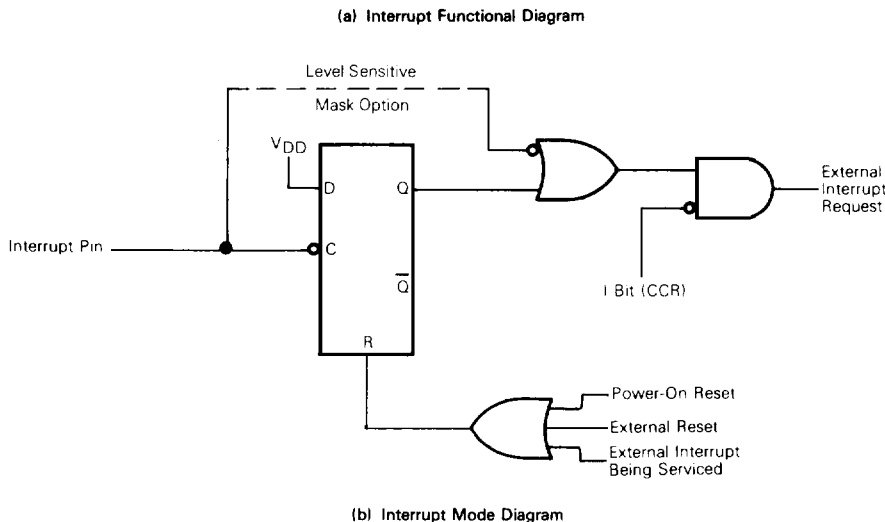 (a) Interrupt Functional Diagram
Level Sensitive
Mask Option
VDD
D
Q
Interrupt Pin
C
Q̅
R
External
Interrupt
Request
I Bit (CCR)
Power-On Reset
External Reset
External Interrupt
Being Serviced
(b) Interrupt Mode Diagram